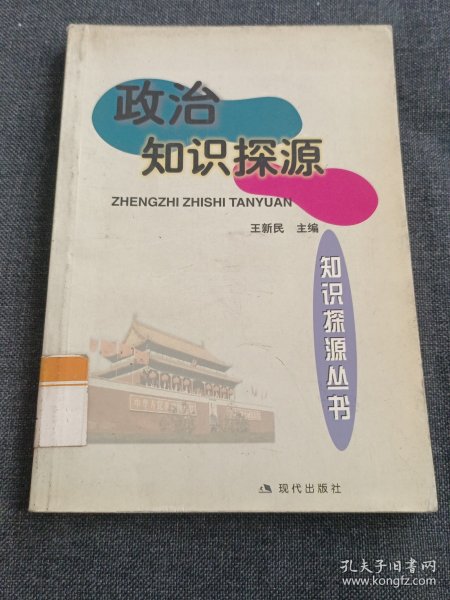 政治
知识探源
ZHENGZHI ZHISHI TANYUAN
王新民 主编
知识探源丛书
现代出版社
孔夫子旧书网
www.kongfz.com